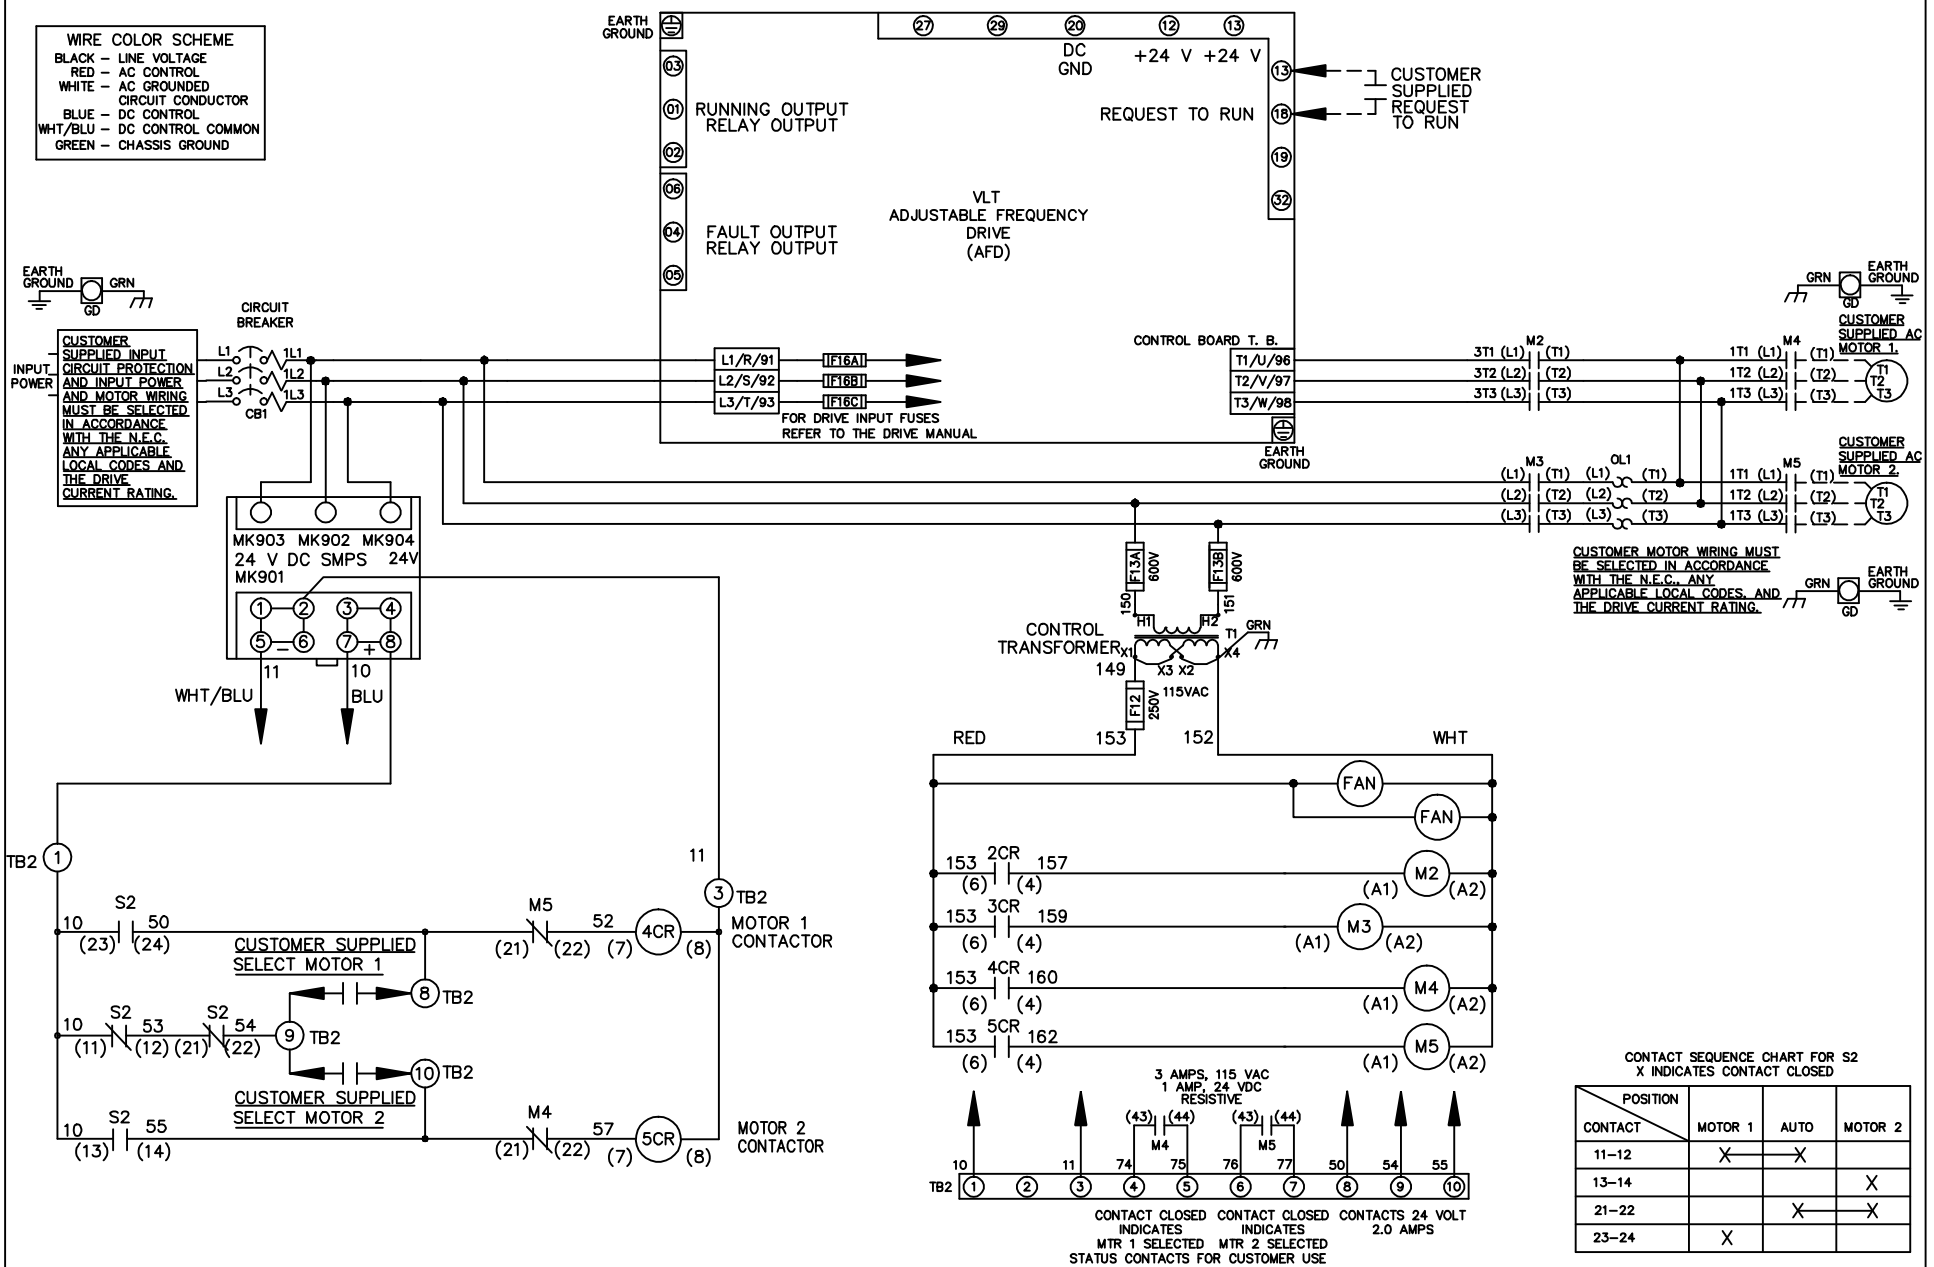 WIRE COLOR SCHEME
BLACK – LINE VOLTAGE
RED – AC CONTROL
WHITE – AC GROUNDED
CIRCUIT CONDUCTOR
BLUE – DC CONTROL
WHT/BLU – DC CONTROL COMMON
GREEN – CHASSIS GROUND
EARTH
GROUND
03
01
02
RUNNING OUTPUT
RELAY OUTPUT
06
04
05
FAULT OUTPUT
RELAY OUTPUT
27
29
20
12
13
DC
GND
+24 V
+24 V
REQUEST TO RUN
13
18
19
32
CUSTOMER
SUPPLIED
REQUEST
TO RUN
VLT
ADJUSTABLE FREQUENCY
DRIVE
(AFD)
EARTH
GROUND
GRN
GD
CIRCUIT
BREAKER
INPUT
POWER
CUSTOMER
SUPPLIED INPUT
CIRCUIT PROTECTION
AND INPUT POWER
AND MOTOR WIRING
MUST BE SELECTED
IN ACCORDANCE
WITH THE N.E.C.
ANY APPLICABLE
LOCAL CODES AND
THE DRIVE
CURRENT RATING.
L1 1L1
L2 1L2
L3 1L3
CB1
L1/R/91 F16A
L2/S/92 F16B
L3/T/93 F16C
FOR DRIVE INPUT FUSES
REFER TO THE DRIVE MANUAL
CONTROL BOARD T. B.
T1/U/96
T2/V/97
T3/W/98
EARTH
GROUND
M2
3T1 (L1) (T1)
3T2 (L2) (T2)
3T3 (L3) (T3)
M4
1T1 (L1) (T1)
1T2 (L2) (T2)
1T3 (L3) (T3)
GRN
EARTH
GROUND
GD
CUSTOMER
SUPPLIED AC
MOTOR 1.
T1
T2
T3
M3
(L1) (T1)
(L2) (T2)
(L3) (T3)
OL1
(L1) (T1)
(L2) (T2)
(L3) (T3)
M5
1T1 (L1) (T1)
1T2 (L2) (T2)
1T3 (L3) (T3)
CUSTOMER
SUPPLIED AC
MOTOR 2.
T1
T2
T3
CUSTOMER MOTOR WIRING MUST
BE SELECTED IN ACCORDANCE
WITH THE N.E.C., ANY
APPLICABLE LOCAL CODES, AND
THE DRIVE CURRENT RATING.
GRN
EARTH
GROUND
GD
MK903 MK902 MK904
24 V DC SMPS 24V
MK901
1 2 3 4
5 – 6 7 + 8
11
10
WHT/BLU
BLU
F13A
600V
F13B
600V
150
151
H1
H2
CONTROL
TRANSFORMER
T1
GRN
X1
X3 X2
X4
149
115VAC
F12
250V
153
152
RED
WHT
FAN
FAN
153 2CR 157
(6) (4)
M2
(A1) (A2)
153 3CR 159
(6) (4)
M3
(A1) (A2)
153 4CR 160
(6) (4)
M4
(A1) (A2)
153 5CR 162
(6) (4)
M5
(A1) (A2)
TB2 1
11
3 TB2
S2
10 50
(23) (24)
CUSTOMER SUPPLIED
SELECT MOTOR 1
M5
(21) (22)
52
(7) 4CR (8)
MOTOR 1
CONTACTOR
8 TB2
S2
S2
10 53 54
(11) (12) (21) (22)
9 TB2
10 TB2
CUSTOMER SUPPLIED
SELECT MOTOR 2
S2
10 55
(13) (14)
M4
(21) (22)
57
(7) 5CR (8)
MOTOR 2
CONTACTOR
3 AMPS, 115 VAC
1 AMP, 24 VDC
RESISTIVE
(43) (44)
M4
(43) (44)
M5
10 11 74 75 76 77 50 54 55
TB2 1 2 3 4 5 6 7 8 9 10
CONTACT CLOSED
INDICATES
MTR 1 SELECTED
CONTACT CLOSED
INDICATES
MTR 2 SELECTED
CONTACTS 24 VOLT
2.0 AMPS
STATUS CONTACTS FOR CUSTOMER USE
CONTACT SEQUENCE CHART FOR S2
X INDICATES CONTACT CLOSED
POSITION
CONTACT MOTOR 1 AUTO MOTOR 2
11–12 X X
13–14 X
21–22 X X
23–24 X